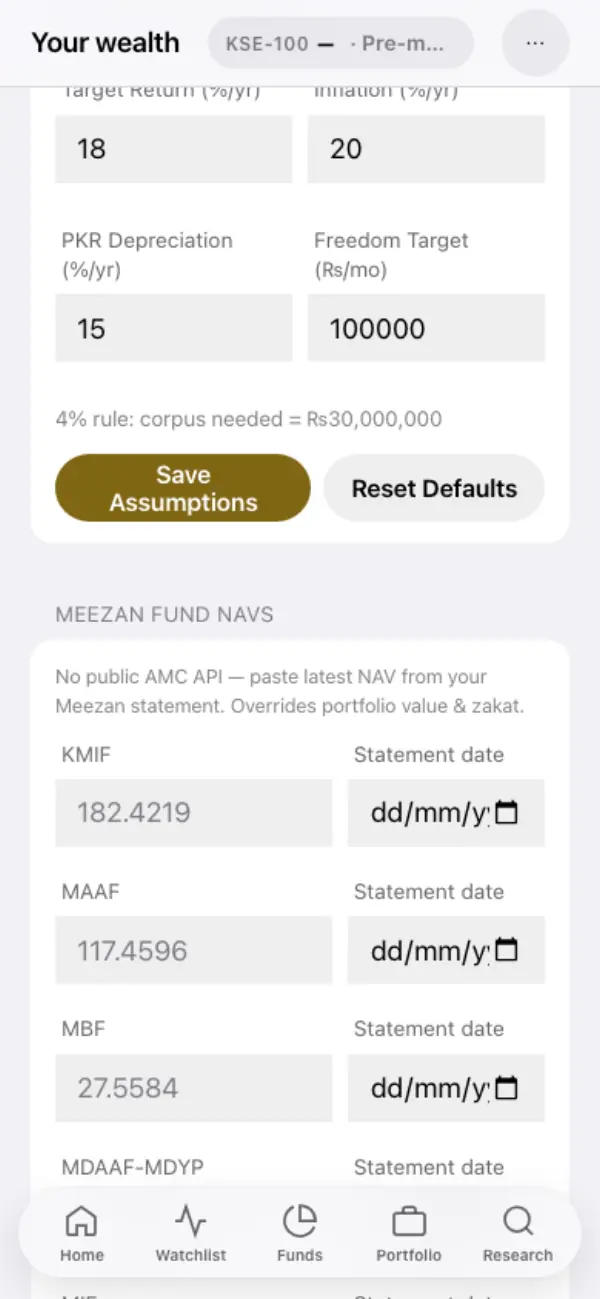 Your wealth
KSE-100 — · Pre-m...
...
Target Return (%/yr)
Inflation (%/yr)
18
20
PKR Depreciation
(%/yr)
Freedom Target
(₨/mo)
15
100000
4% rule: corpus needed = ₨30,000,000
Save
Assumptions
Reset Defaults
MEEZAN FUND NAVS
No public AMC API — paste latest NAV from your
Meezan statement. Overrides portfolio value & zakat.
KMIF
Statement date
182.4219
dd/mm/y
MAAF
Statement date
117.4596
dd/mm/y
MBF
Statement date
27.5584
dd/mm/y
MDAAF-MDYP
Statement date
Home
Watchlist
Funds
Portfolio
Research